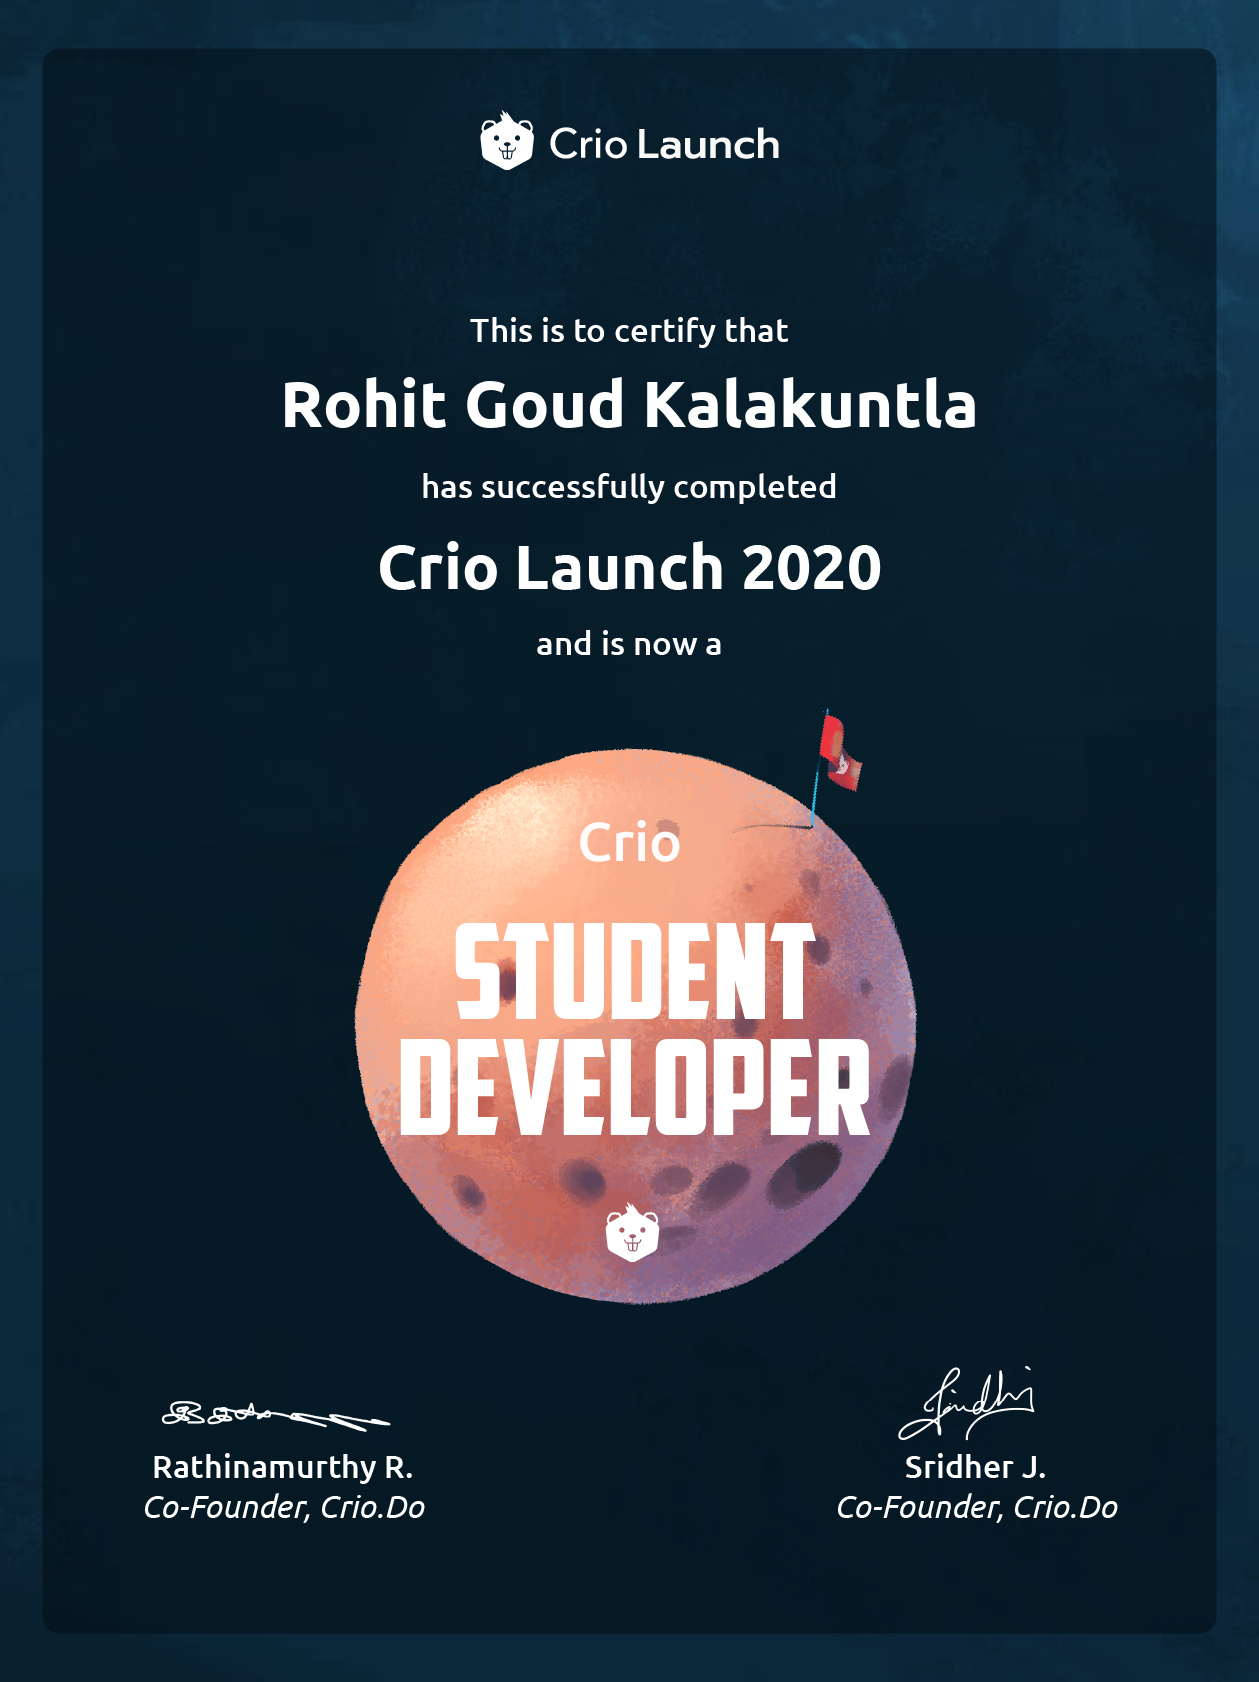 Crio Launch
This is to certify that
Rohit Goud Kalakuntla
has successfully completed
Crio Launch 2020
and is now a
Crio
STUDENT
DEVELOPER
Rathinamurthy R.
Co-Founder, Crio.Do
Sridher J.
Co-Founder, Crio.Do